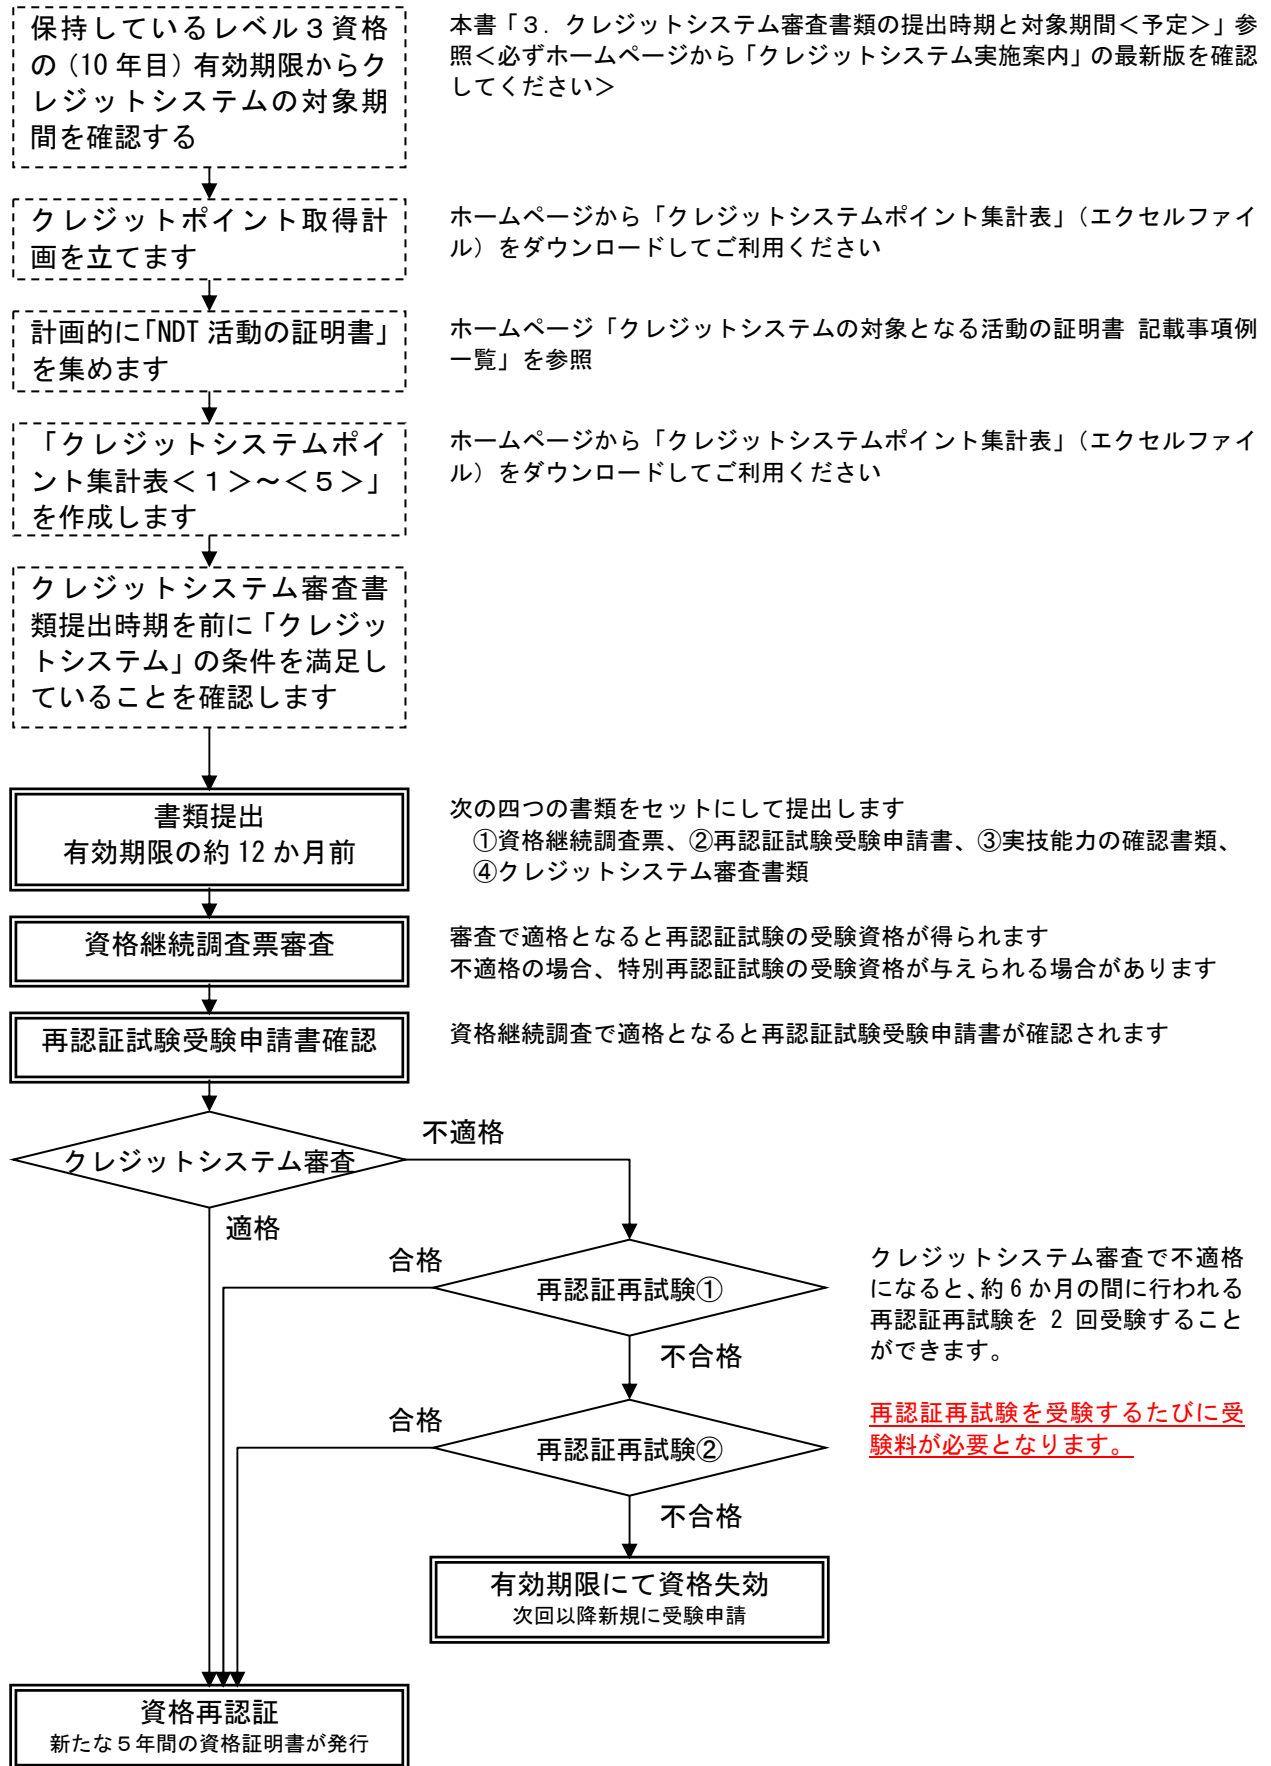 保持しているレベル３資格
の（10 年目）有効期限からク
レジットシステムの対象期
間を確認する
本書「３．クレジットシステム審査書類の提出時期と対象期間＜予定＞」参
照＜必ずホームページから「クレジットシステム実施案内」の最新版を確認
してください＞
クレジットポイント取得計
画を立てます
ホームページから「クレジットシステムポイント集計表」（エクセルファイ
ル）をダウンロードしてご利用ください
計画的に「NDT 活動の証明書」
を集めます
ホームページ「クレジットシステムの対象となる活動の証明書 記載事項例
一覧」を参照
「クレジットシステムポイ
ント集計表＜１＞～＜５＞」
を作成します
ホームページから「クレジットシステムポイント集計表」（エクセルファイ
ル）をダウンロードしてご利用ください
クレジットシステム審査書
類提出時期を前に「クレジッ
トシステム」の条件を満足し
ていることを確認します
書類提出
有効期限の約 12 か月前
次の四つの書類をセットにして提出します
①資格継続調査票、②再認証試験受験申請書、③実技能力の確認書類、
④クレジットシステム審査書類
資格継続調査票審査
審査で適格となると再認証試験の受験資格が得られます
不適格の場合、特別再認証試験の受験資格が与えられる場合があります
再認証試験受験申請書確認
資格継続調査で適格となると再認証試験受験申請書が確認されます
クレジットシステム審査
不適格
適格
合格
再認証再試験①
不合格
クレジットシステム審査で不適格
になると、約 6 か月の間に行われる
再認証再試験を 2 回受験すること
ができます。
再認証再試験を受験するたびに受
験料が必要となります。
合格
再認証再試験②
不合格
有効期限にて資格失効
次回以降新規に受験申請
資格再認証
新たな５年間の資格証明書が発行